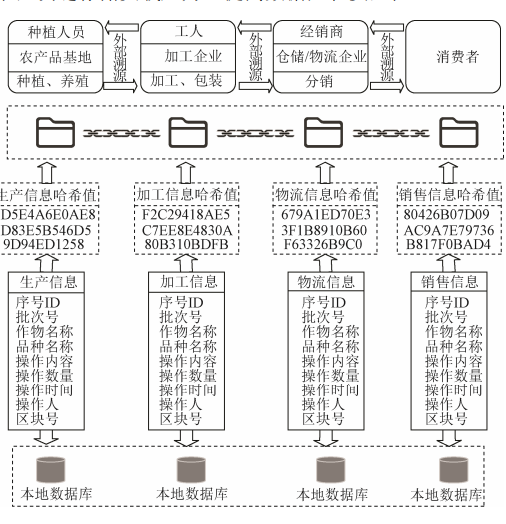 种植人员
农产品基地
种植、养殖
外部溯源
工人
加工企业
加工、包装
外部溯源
经销商
仓储/物流企业
分销
外部溯源
消费者
生产信息哈希值
D5E4A6E0AE8
D83E5B546D5
9D94ED1258
加工信息哈希值
F2C29418AE5
C7EE8E4830A
80B310BDFB
物流信息哈希值
679A1ED70E3
3F1B8910B60
F63326B9C0
销售信息哈希值
80426B07D09
AC9A7E79736
B817F0BAD4
生产信息
序号ID
批次号
作物名称
品种名称
操作内容
操作数量
操作时间
操作人
区块号
加工信息
序号ID
批次号
作物名称
品种名称
操作内容
操作数量
操作时间
操作人
区块号
物流信息
序号ID
批次号
作物名称
品种名称
操作内容
操作数量
操作时间
操作人
区块号
销售信息
序号ID
批次号
作物名称
品种名称
操作内容
操作数量
操作时间
操作人
区块号
本地数据库
本地数据库
本地数据库
本地数据库